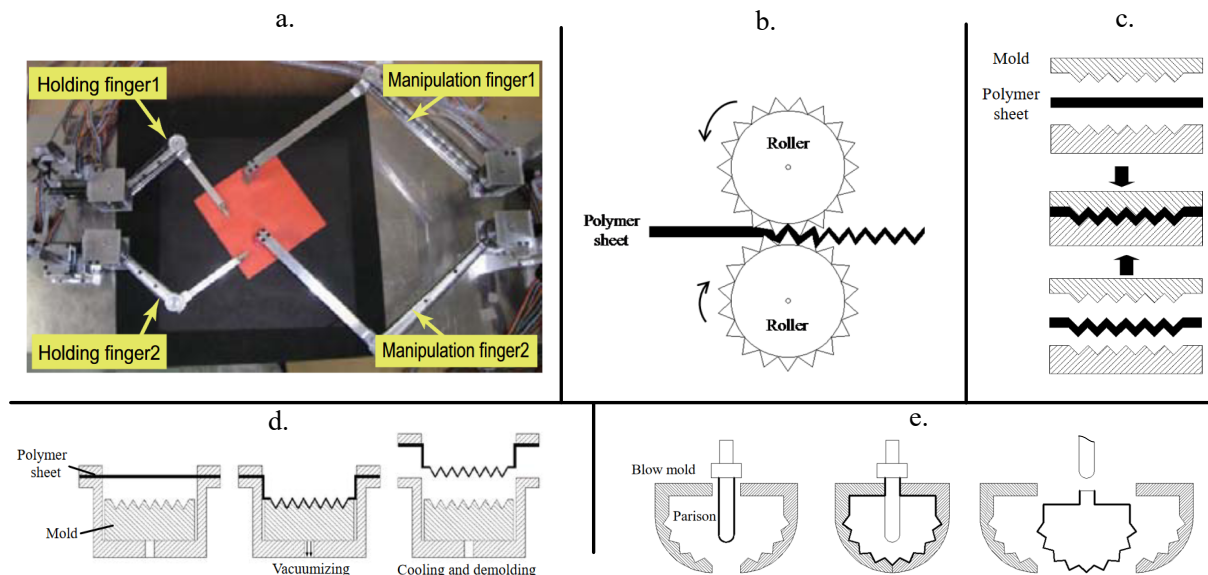 a.
Holding finger1
Manipulation finger1
Holding finger2
Manipulation finger2
b.
Roller
Polymer
sheet
Roller
c.
Mold
Polymer
sheet
d.
Polymer
sheet
Mold
Vacuumizing
Cooling and demolding
e.
Blow mold
Parison